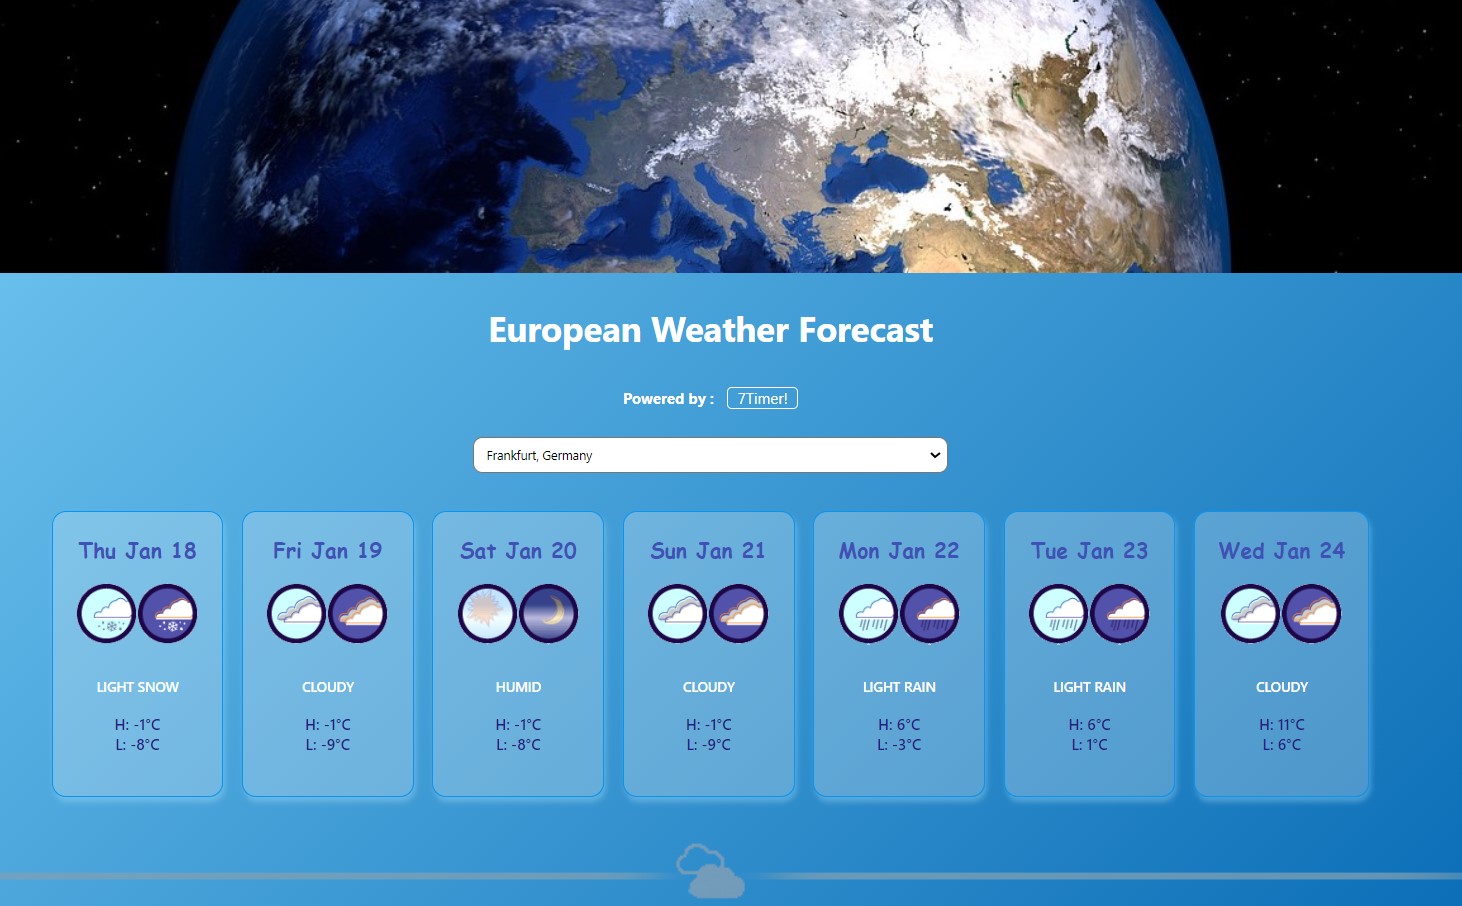 European Weather Forecast
Powered by : 7Timer!
Frankfurt, Germany
Thu Jan 18
LIGHT SNOW
H: -1°C
L: -8°C
Fri Jan 19
CLOUDY
H: -1°C
L: -9°C
Sat Jan 20
HUMID
H: -1°C
L: -8°C
Sun Jan 21
CLOUDY
H: -1°C
L: -9°C
Mon Jan 22
LIGHT RAIN
H: 6°C
L: -3°C
Tue Jan 23
LIGHT RAIN
H: 6°C
L: 1°C
Wed Jan 24
CLOUDY
H: 11°C
L: 6°C